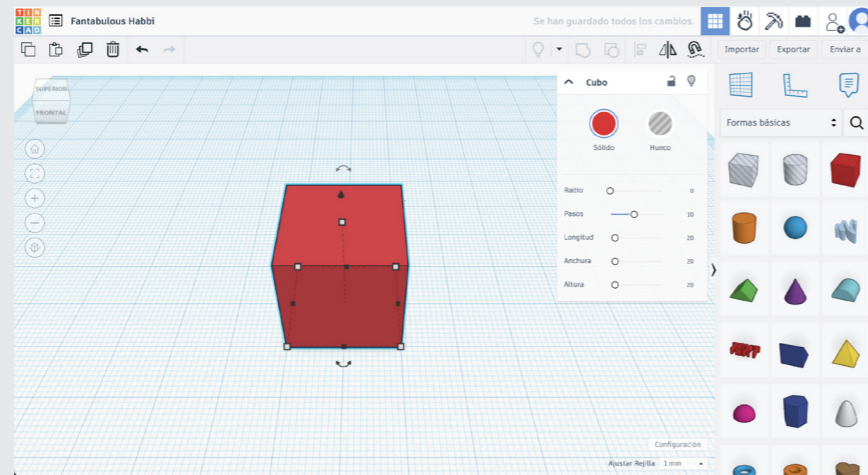 TIN
KER
CAD
Fantabulous Habbi
Se han guardado todos los cambios.
Importar
Exportar
Enviar a
SUPERIOR
FRONTAL
Cubo
Sólido
Hueco
Radio 0
Pasos 10
Longitud 20
Anchura 20
Altura 20
Formas básicas
TEXT
Configuración
Ajustar Rejilla 1 mm